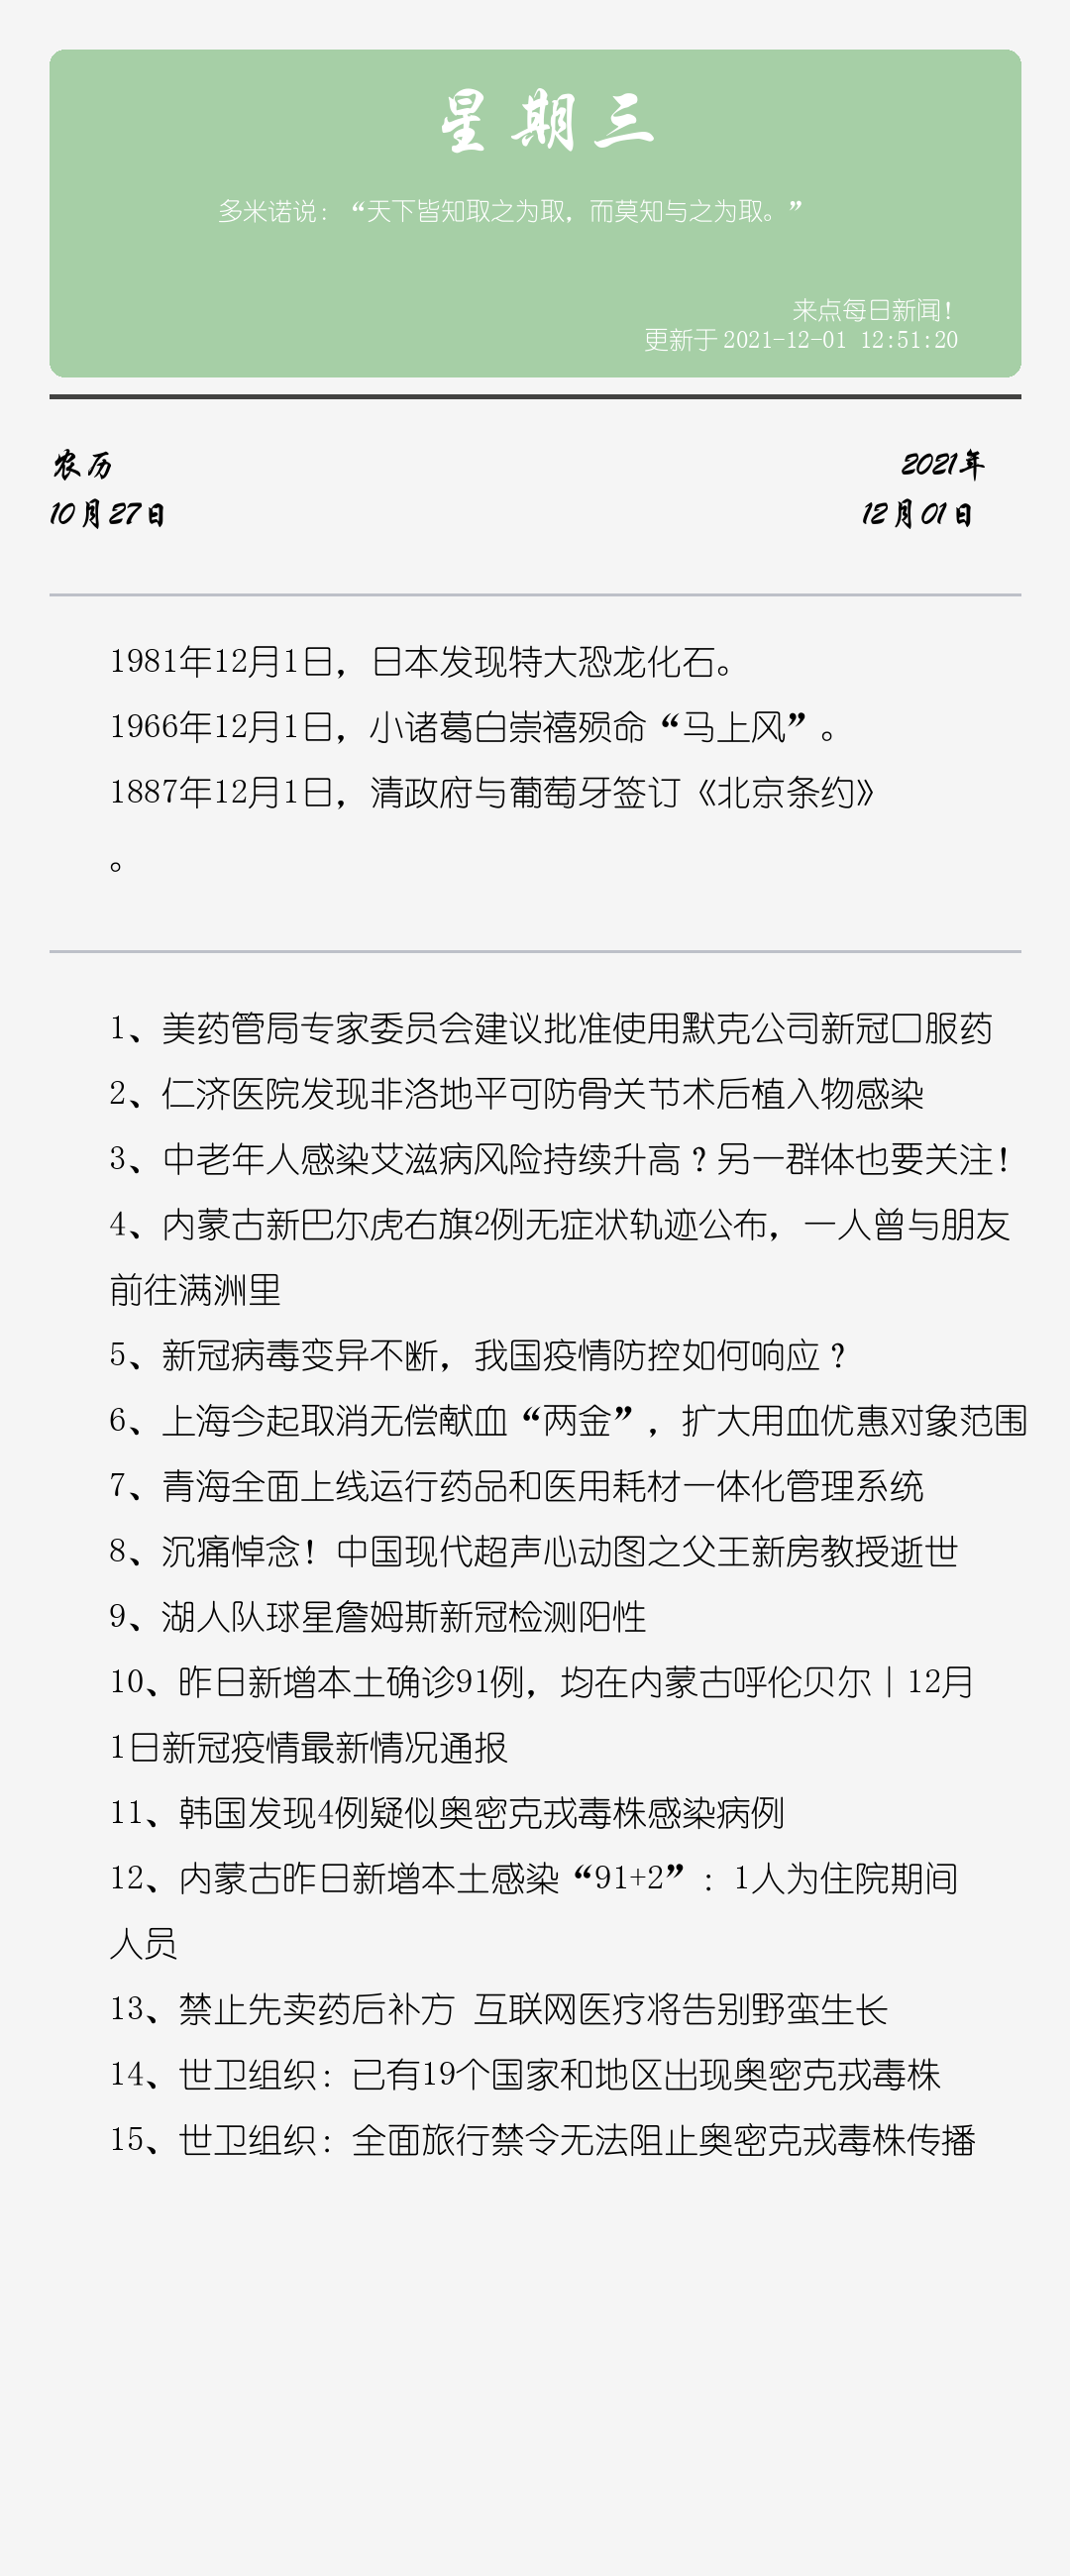 星期三
多米诺说：“天下皆知取之为取，而莫知与之为取。”
来点每日新闻！
更新于2021-12-01 12:51:20
农历
2021年
10月27日
12月01日
1981年12月1日，日本发现特大恐龙化石。
1966年12月1日，小诸葛白崇禧殒命“马上风”。
1887年12月1日，清政府与葡萄牙签订《北京条约》
。
1、美药管局专家委员会建议批准使用默克公司新冠口服药
2、仁济医院发现非洛地平可防骨关节术后植入物感染
3、中老年人感染艾滋病风险持续升高？另一群体也要关注！
4、内蒙古新巴尔虎右旗2例无症状轨迹公布，一人曾与朋友
前往满洲里
5、新冠病毒变异不断，我国疫情防控如何响应？
6、上海今起取消无偿献血“两金”，扩大用血优惠对象范围
7、青海全面上线运行药品和医用耗材一体化管理系统
8、沉痛悼念！中国现代超声心动图之父王新房教授逝世
9、湖人队球星詹姆斯新冠检测阳性
10、昨日新增本土确诊91例，均在内蒙古呼伦贝尔｜12月
1日新冠疫情最新情况通报
11、韩国发现4例疑似奥密克戎毒株感染病例
12、内蒙古昨日新增本土感染“91+2”：1人为住院期间
人员
13、禁止先卖药后补方 互联网医疗将告别野蛮生长
14、世卫组织：已有19个国家和地区出现奥密克戎毒株
15、世卫组织：全面旅行禁令无法阻止奥密克戎毒株传播